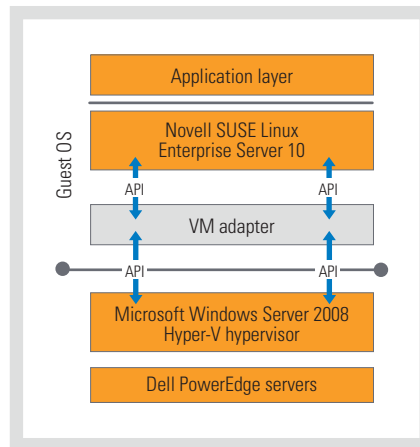 Application layer
Guest OS
Novell SUSE Linux
Enterprise Server 10
API
API
VM adapter
API
API
Microsoft Windows Server 2008
Hyper-V hypervisor
Dell PowerEdge servers